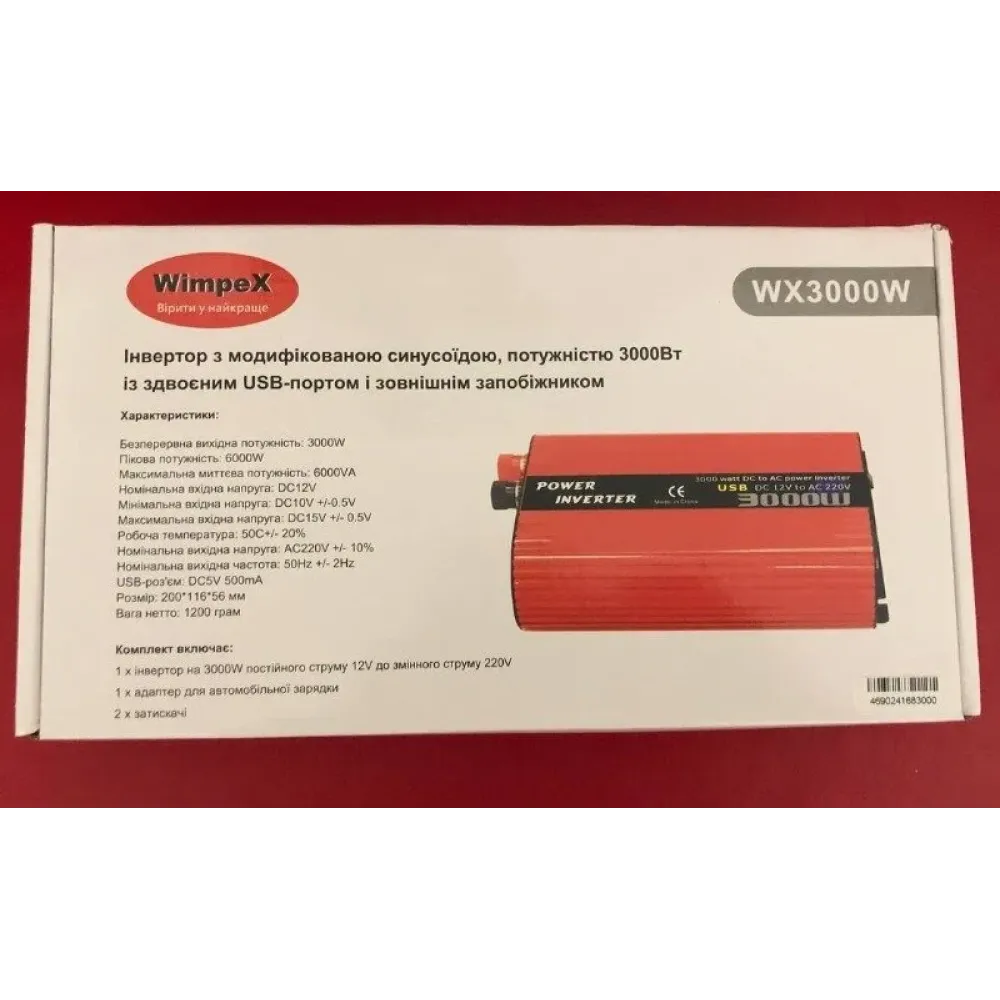 WimpeX
Вірити у найкраще
WX3000W
Інвертор з модифікованою синусоїдою, потужністю 3000Вт
із здвоєним USB-портом і зовнішнім запобіжником
Характеристики:
Безперервна вихідна потужність: 3000W
Пікова потужність: 6000W
Максимальна миттєва потужність: 6000VA
Номінальна вхідна напруга: DC12V
Мінімальна вхідна напруга: DC10V +/-0.5V
Максимальна вхідна напруга: DC15V +/- 0.5V
Робоча температура: 50C+/- 20%
Номінальна вихідна напруга: AC220V +/- 10%
Номінальна вихідна частота: 50Hz +/- 2Hz
USB-роз'єм: DC5V 500mA
Розмір: 200*116*56 мм
Вага нетто: 1200 грам
Комплект включає:
1 x інвертор на 3000W постійного струму 12V до змінного струму 220V
1 x адаптер для автомобільної зарядки
2 x затискачі
POWER
INVERTER
CE
Made in China
3000 watt DC to AC power inverter
USB DC 12V to AC 220V
3000W
4690241683000